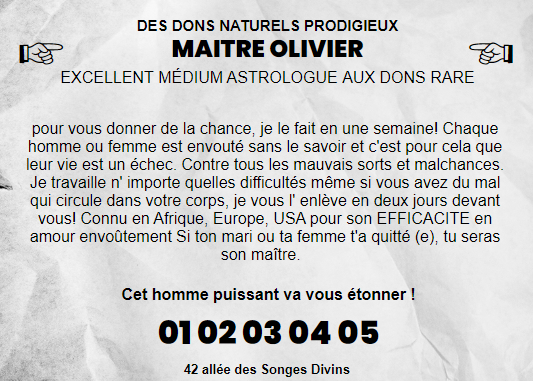 DES DONS NATURELS PRODIGIEUX
MAITRE OLIVIER
EXCELLENT MÉDIUM ASTROLOGUE AUX DONS RARE
pour vous donner de la chance, je le fait en une semaine! Chaque
homme ou femme est envouté sans le savoir et c'est pour cela que
leur vie est un échec. Contre tous les mauvais sorts et malchances.
Je travaille n' importe quelles difficultés même si vous avez du mal
qui circule dans votre corps, je vous l' enlève en deux jours devant
vous! Connu en Afrique, Europe, USA pour son EFFICACITE en
amour envoûtement Si ton mari ou ta femme t'a quitté (e), tu seras
son maître.
Cet homme puissant va vous étonner !
01 02 03 04 05
42 allée des Songes Divins